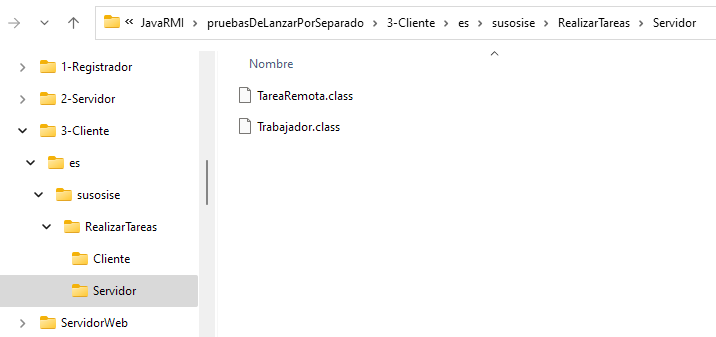 « JavaRMI > pruebasDeLanzarPorSeparado > 3-Cliente > es > susosise > RealizarTareas > Servidor
1-Registrador
2-Servidor
3-Cliente
es
susosise
RealizarTareas
Cliente
Servidor
ServidorWeb
Nombre
TareaRemota.class
Trabajador.class